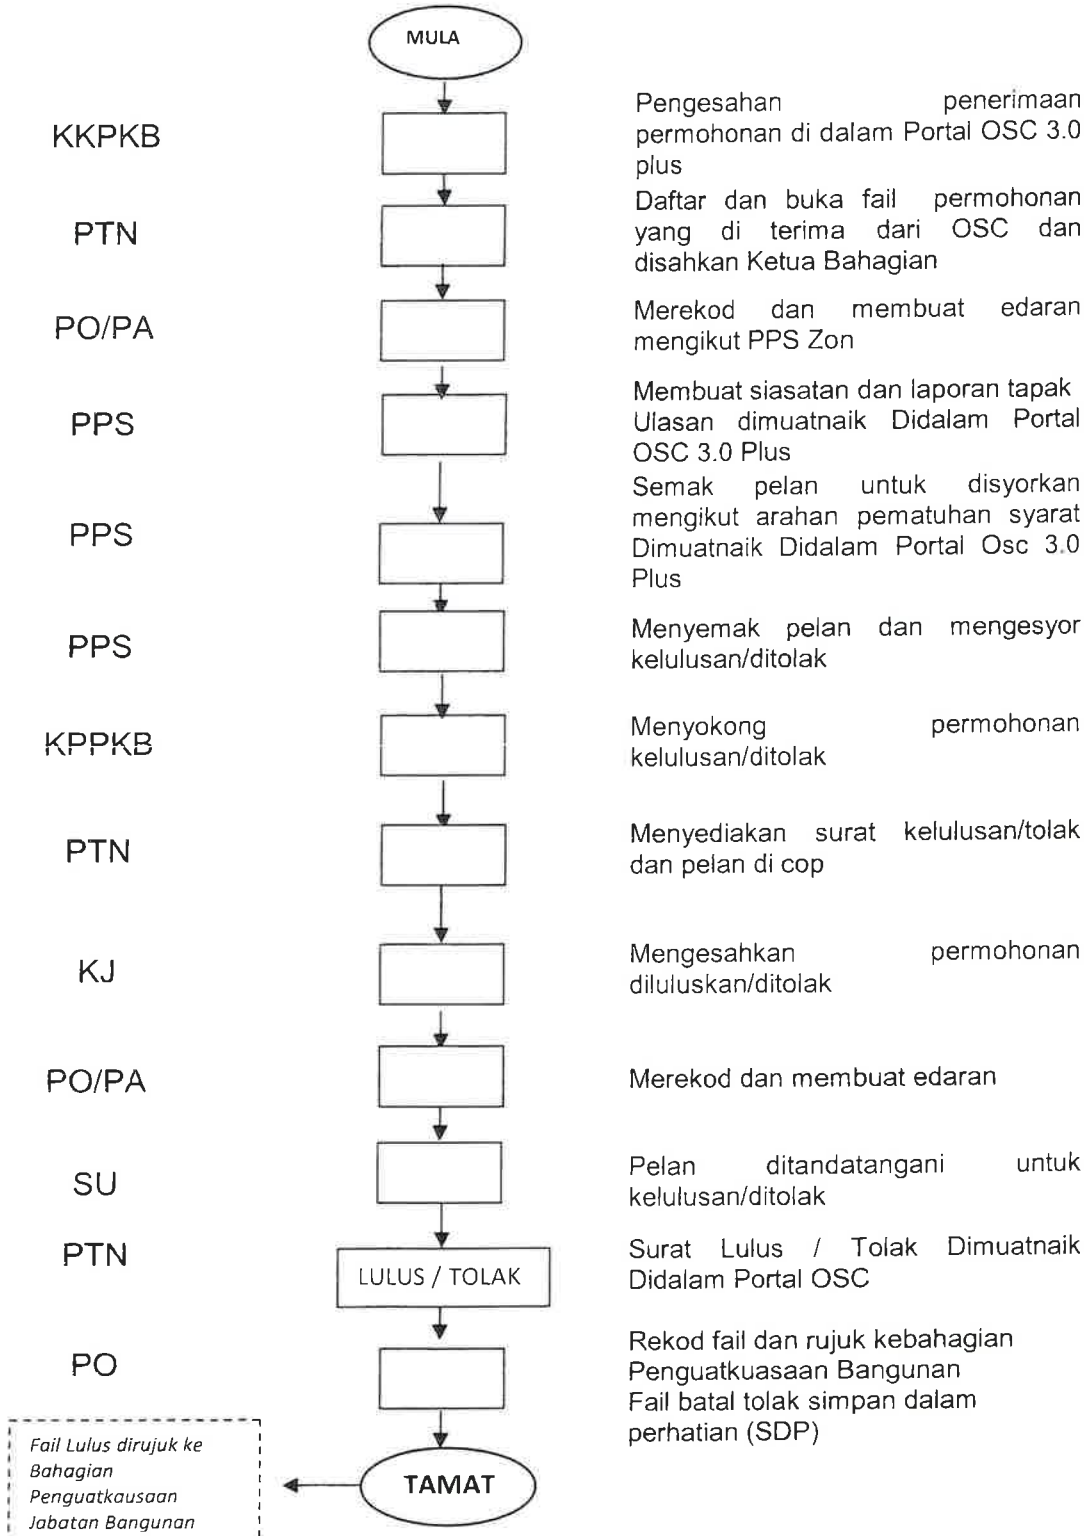 MULA
KKPKB
Pengesahan penerimaan
permohonan di dalam Portal OSC 3.0
plus
PTN
Daftar dan buka fail permohonan
yang di terima dari OSC dan
disahkan Ketua Bahagian
PO/PA
Merekod dan membuat edaran
mengikut PPS Zon
PPS
Membuat siasatan dan laporan tapak
Ulasan dimuatnaik Didalam Portal
OSC 3.0 Plus
PPS
Semak pelan untuk disyorkan
mengikut arahan pematuhan syarat
Dimuatnaik Didalam Portal Osc 3.0
Plus
PPS
Menyemak pelan dan mengesyor
kelulusan/ditolak
KPPKB
Menyokong permohonan
kelulusan/ditolak
PTN
Menyediakan surat kelulusan/tolak
dan pelan di cop
KJ
Mengesahkan permohonan
diluluskan/ditolak
PO/PA
Merekod dan membuat edaran
SU
Pelan ditandatangani untuk
kelulusan/ditolak
PTN
LULUS / TOLAK
Surat Lulus / Tolak Dimuatnaik
Didalam Portal OSC
PO
Rekod fail dan rujuk kebahagian
Penguatkuasaan Bangunan
Fail batal tolak simpan dalam
perhatian (SDP)
TAMAT
Fail Lulus dirujuk ke
Bahagian
Penguatkausaan
Jabatan Bangunan